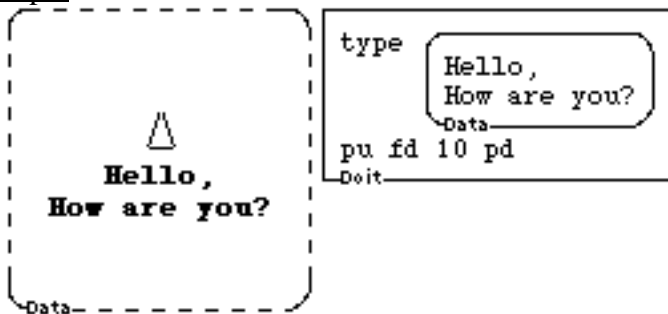 Hello,
How are you?
Data
type
Hello,
How are you?
Data
pu fd 10 pd
Doit